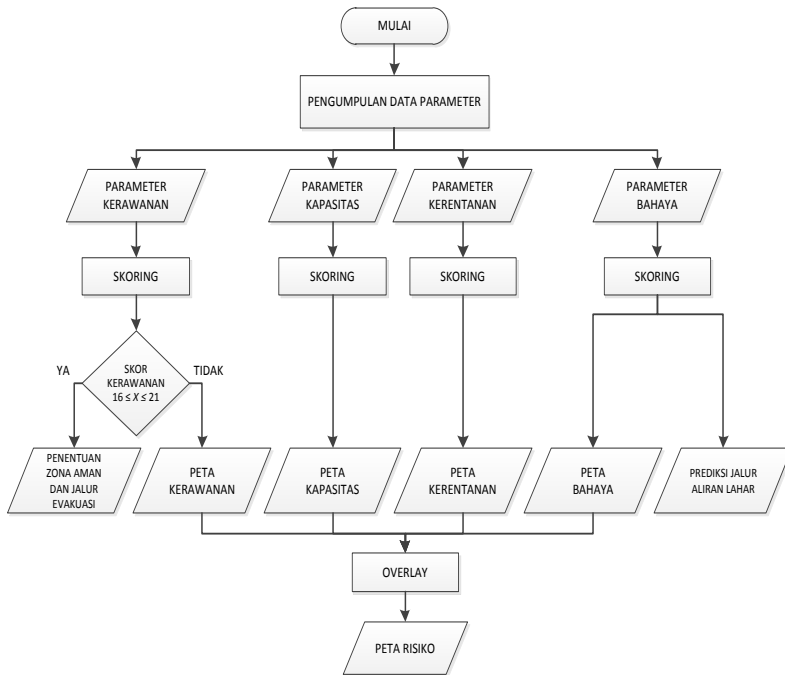 MULAI
PENGUMPULAN DATA PARAMETER
PARAMETER
KERAWANAN
PARAMETER
KAPASITAS
PARAMETER
KERENTANAN
PARAMETER
BAHAYA
SKORING
SKORING
SKORING
SKORING
YA
SKOR
KERAWANAN
16 ≤ X ≤ 21
TIDAK
PENENTUAN
ZONA AMAN
DAN JALUR
EVAKUASI
PETA
KERAWANAN
PETA
KAPASITAS
PETA
KERENTANAN
PETA
BAHAYA
PREDIKSI JALUR
ALIRAN LAHAR
OVERLAY
PETA RISIKO